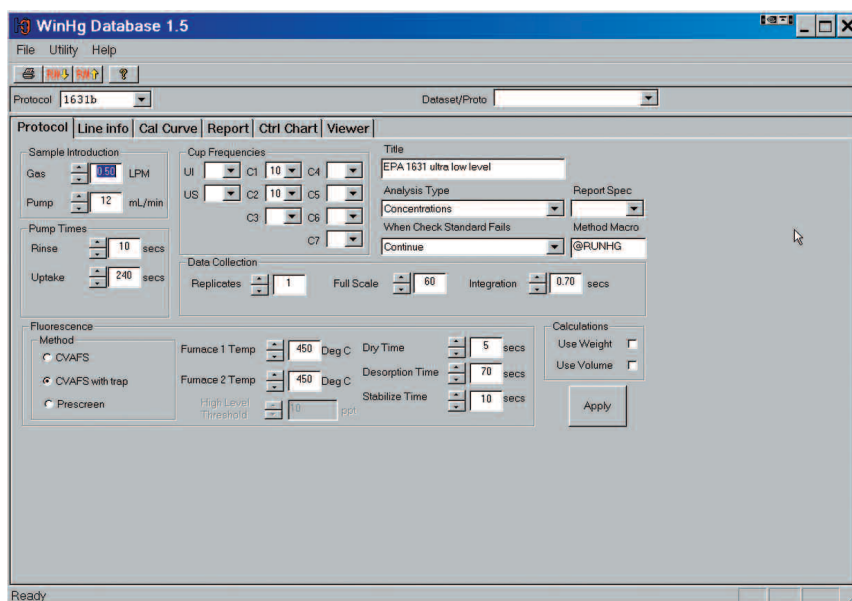 WinHg Database 1.5
File Utility Help
Protocol 1631b Dataset/Proto
Protocol Line info Cal Curve Report Ctrl Chart Viewer
Sample Introduction
Gas 0.50 LPM
Pump 12 mL/min
Pump Times
Rinse 10 secs
Uptake 240 secs
Cup Frequencies
UI C1 10 C4
US C2 10 C5
C3 C6
C7
Title
EPA 1631 ultra low level
Analysis Type Report Spec
Concentrations
When Check Standard Fails Method Macro
Continue @RUNHG
Data Collection
Replicates 1 Full Scale 60 Integration 0.70 secs
Fluorescence
Method
CVAFS
CVAFS with trap
Prescreen
Furnace 1 Temp 450 Deg C
Furnace 2 Temp 450 Deg C
High Level Threshold 10 ppt
Dry Time 5 secs
Desorption Time 70 secs
Stabilize Time 10 secs
Calculations
Use Weight
Use Volume
Apply
Ready